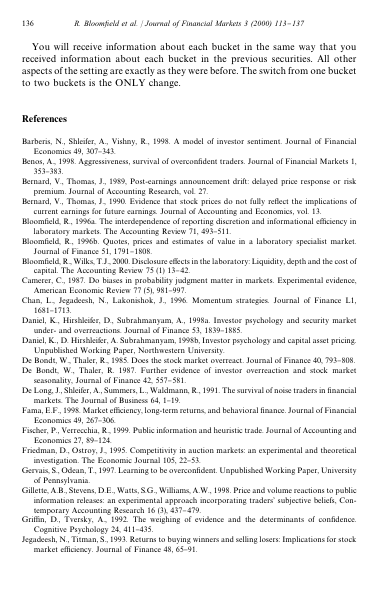 136 R. Bloomfield et al. / Journal of Financial Markets 3 (2000) 113–137
You will receive information about each bucket in the same way that you
received information about each bucket in the previous securities. All other
aspects of the setting are exactly as they were before. The switch from one bucket
to two buckets is the ONLY change.
References
Barberis, N., Shleifer, A., Vishny, R., 1998. A model of investor sentiment. Journal of Financial
Economics 49, 307–343.
Benos, A., 1998. Aggressiveness, survival of overconfident traders. Journal of Financial Markets 1,
353–383.
Bernard, V., Thomas, J., 1989, Post-earnings announcement drift: delayed price response or risk
premium. Journal of Accounting Research, vol. 27.
Bernard, V., Thomas, J., 1990. Evidence that stock prices do not fully reflect the implications of
current earnings for future earnings. Journal of Accounting and Economics, vol. 13.
Bloomfield, R., 1996a. The interdependence of reporting discretion and informational efficiency in
laboratory markets. The Accounting Review 71, 493–511.
Bloomfield, R., 1996b. Quotes, prices and estimates of value in a laboratory specialist market.
Journal of Finance 51, 1791–1808.
Bloomfield, R., Wilks, T.J., 2000. Disclosure effects in the laboratory: Liquidity, depth and the cost of
capital. The Accounting Review 75 (1) 13–42.
Camerer, C., 1987. Do biases in probability judgment matter in markets. Experimental evidence,
American Economic Review 77 (5), 981–997.
Chan, L., Jegadeesh, N., Lakonishok, J., 1996. Momentum strategies. Journal of Finance L1,
1681–1713.
Daniel, K., Hirshleifer, D., Subrahmanyam, A., 1998a. Investor psychology and security market
under- and overreactions. Journal of Finance 53, 1839–1885.
Daniel, K., D. Hirshleifer, A. Subrahmanyam, 1998b, Investor psychology and capital asset pricing.
Unpublished Working Paper, Northwestern University.
De Bondt, W., Thaler, R., 1985. Does the stock market overreact. Journal of Finance 40, 793–808.
De Bondt, W., Thaler, R. 1987. Further evidence of investor overreaction and stock market
seasonality, Journal of Finance 42, 557–581.
De Long, J., Shleifer, A., Summers, L., Waldmann, R., 1991. The survival of noise traders in financial
markets. The Journal of Business 64, 1–19.
Fama, E.F., 1998. Market efficiency, long-term returns, and behavioral finance. Journal of Financial
Economics 49, 267–306.
Fischer, P., Verrecchia, R., 1999. Public information and heuristic trade. Journal of Accounting and
Economics 27, 89–124.
Friedman, D., Ostroy, J., 1995. Competitivity in auction markets: an experimental and theoretical
investigation. The Economic Journal 105, 22–53.
Gervais, S., Odean, T., 1997. Learning to be overconfident. Unpublished Working Paper, University
of Pennsylvania.
Gillette, A.B., Stevens, D.E., Watts, S.G., Williams, A.W., 1998. Price and volume reactions to public
information releases: an experimental approach incorporating traders' subjective beliefs, Con-
temporary Accounting Research 16 (3), 437–479.
Griffin, D., Tversky, A., 1992. The weighing of evidence and the determinants of confidence.
Cognitive Psychology 24, 411–435.
Jegadeesh, N., Titman, S., 1993. Returns to buying winners and selling losers: Implications for stock
market efficiency. Journal of Finance 48, 65–91.